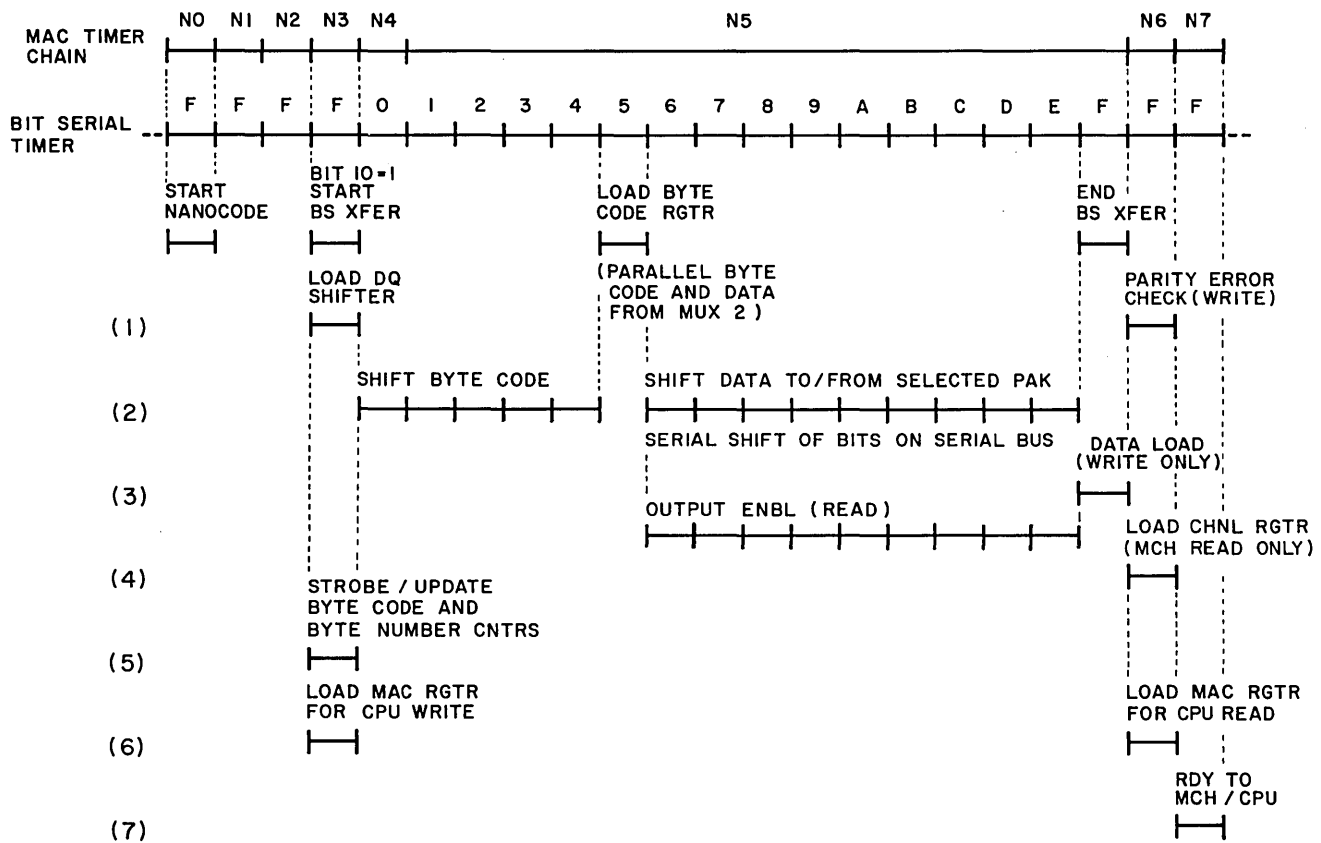 N0 N1 N2 N3 N4 N5 N6 N7
MAC TIMER
CHAIN
F F F F 0 1 2 3 4 5 6 7 8 9 A B C D E F F F
BIT SERIAL
TIMER
START
NANOCODE
BIT 10=1
START
BS XFER
LOAD BYTE
CODE RGTR
END
BS XFER
LOAD DQ
SHIFTER
(PARALLEL BYTE
CODE AND DATA
FROM MUX 2)
PARITY ERROR
CHECK (WRITE)
(1)
SHIFT BYTE CODE
SHIFT DATA TO/FROM SELECTED PAK
(2)
SERIAL SHIFT OF BITS ON SERIAL BUS
DATA LOAD
(WRITE ONLY)
(3)
OUTPUT ENBL (READ)
LOAD CHNL RGTR
(MCH READ ONLY)
(4)
STROBE / UPDATE
BYTE CODE AND
BYTE NUMBER CNTRS
(5)
LOAD MAC RGTR
FOR CPU WRITE
LOAD MAC RGTR
FOR CPU READ
(6)
RDY TO
MCH / CPU
(7)